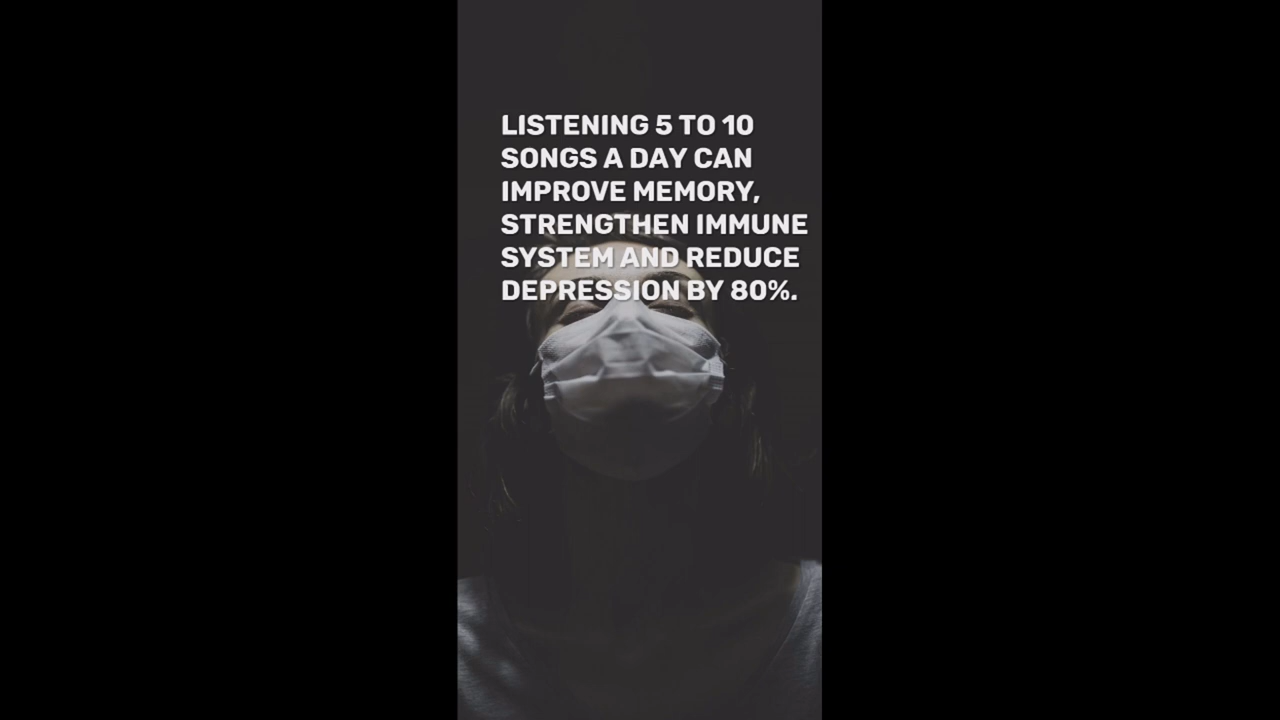 LISTENING 5 TO 10
SONGS A DAY CAN
IMPROVE MEMORY,
STRENGTHEN IMMUNE
SYSTEM AND REDUCE
DEPRESSION BY 80%.